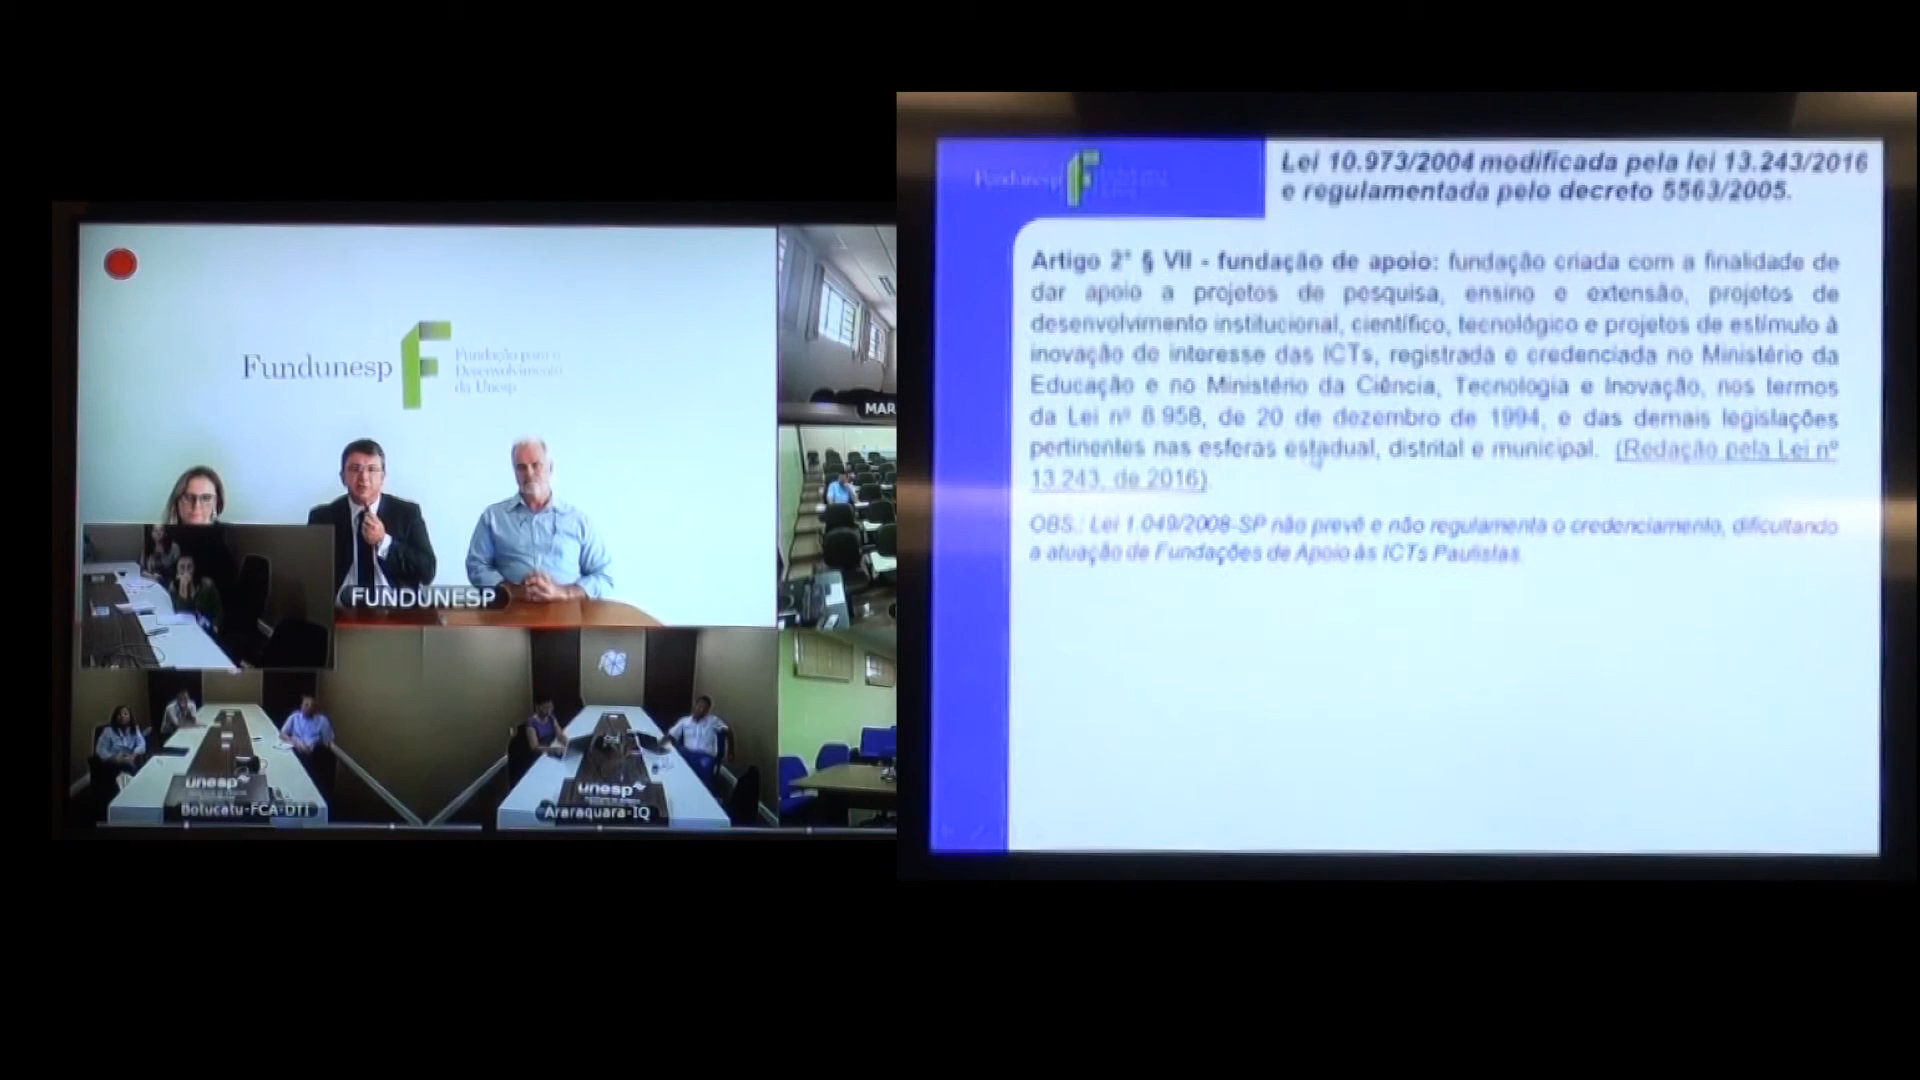 Fundunesp
Fundação para o
Desenvolvimento
da Unesp
MAR
FUNDUNESP
unesp
Botucatu-FCA-DTI
unesp
Araraquara-IQ
Fundunesp
Lei 10.973/2004 modificada pela lei 13.243/2016
e regulamentada pelo decreto 5563/2005.
Artigo 2° § VII - fundação de apoio: fundação criada com a finalidade de
dar apoio a projetos de pesquisa, ensino e extensão, projetos de
desenvolvimento institucional, científico, tecnológico e projetos de estímulo à
inovação de interesse das ICTs, registrada e credenciada no Ministério da
Educação e no Ministério da Ciência, Tecnologia e Inovação, nos termos
da Lei nº 8.958, de 20 de dezembro de 1994, e das demais legislações
pertinentes nas esferas estadual, distrital e municipal. (Redação pela Lei nº
13.243, de 2016).
OBS.: Lei 1.049/2008-SP não prevê e não regulamenta o credenciamento, dificultando
a atuação de Fundações de Apoio às ICTs Paulistas.